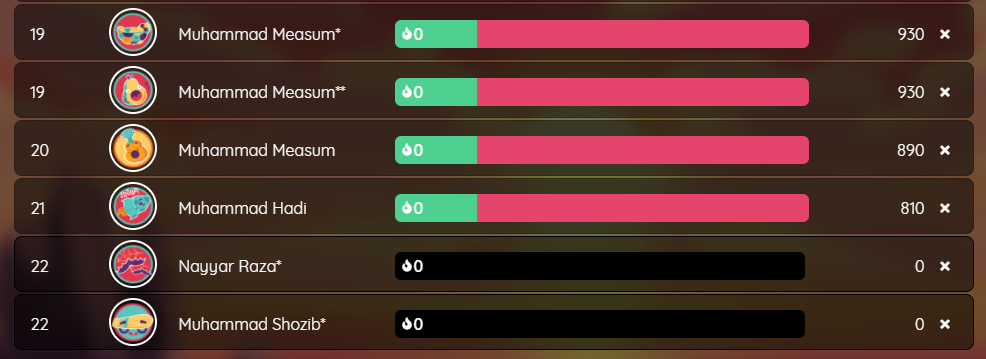 19 Muhammad Measum* 0 930 ×
19 Muhammad Measum** 0 930 ×
20 Muhammad Measum 0 890 ×
21 Muhammad Hadi 0 810 ×
22 Nayyar Raza* 0 0 ×
22 Muhammad Shozib* 0 0 ×